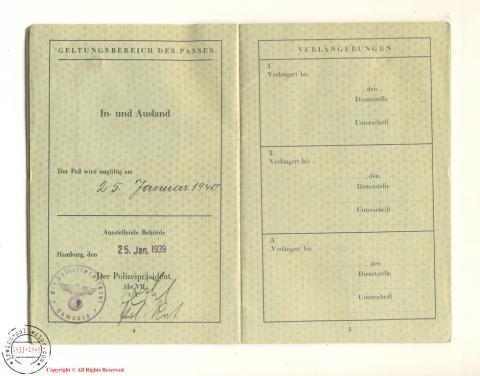 GELTUNGSBEREICH DES PASSES
In- und Ausland
Der Paß wird ungültig am
25. Januar 1940.
Ausstellende Behörde
Hamburg, den 25. Jan. 1939
Der Polizeipräsident.
Abt. VII.
4
VERLÄNGERUNGEN
1.
Verlängert bis
, den
Dienststelle
Unterschrift
2.
Verlängert bis
, den
Dienststelle
Unterschrift
3.
Verlängert bis
, den
Dienststelle
Unterschrift
5
1933-1945
Copyright © All Rights Reserved